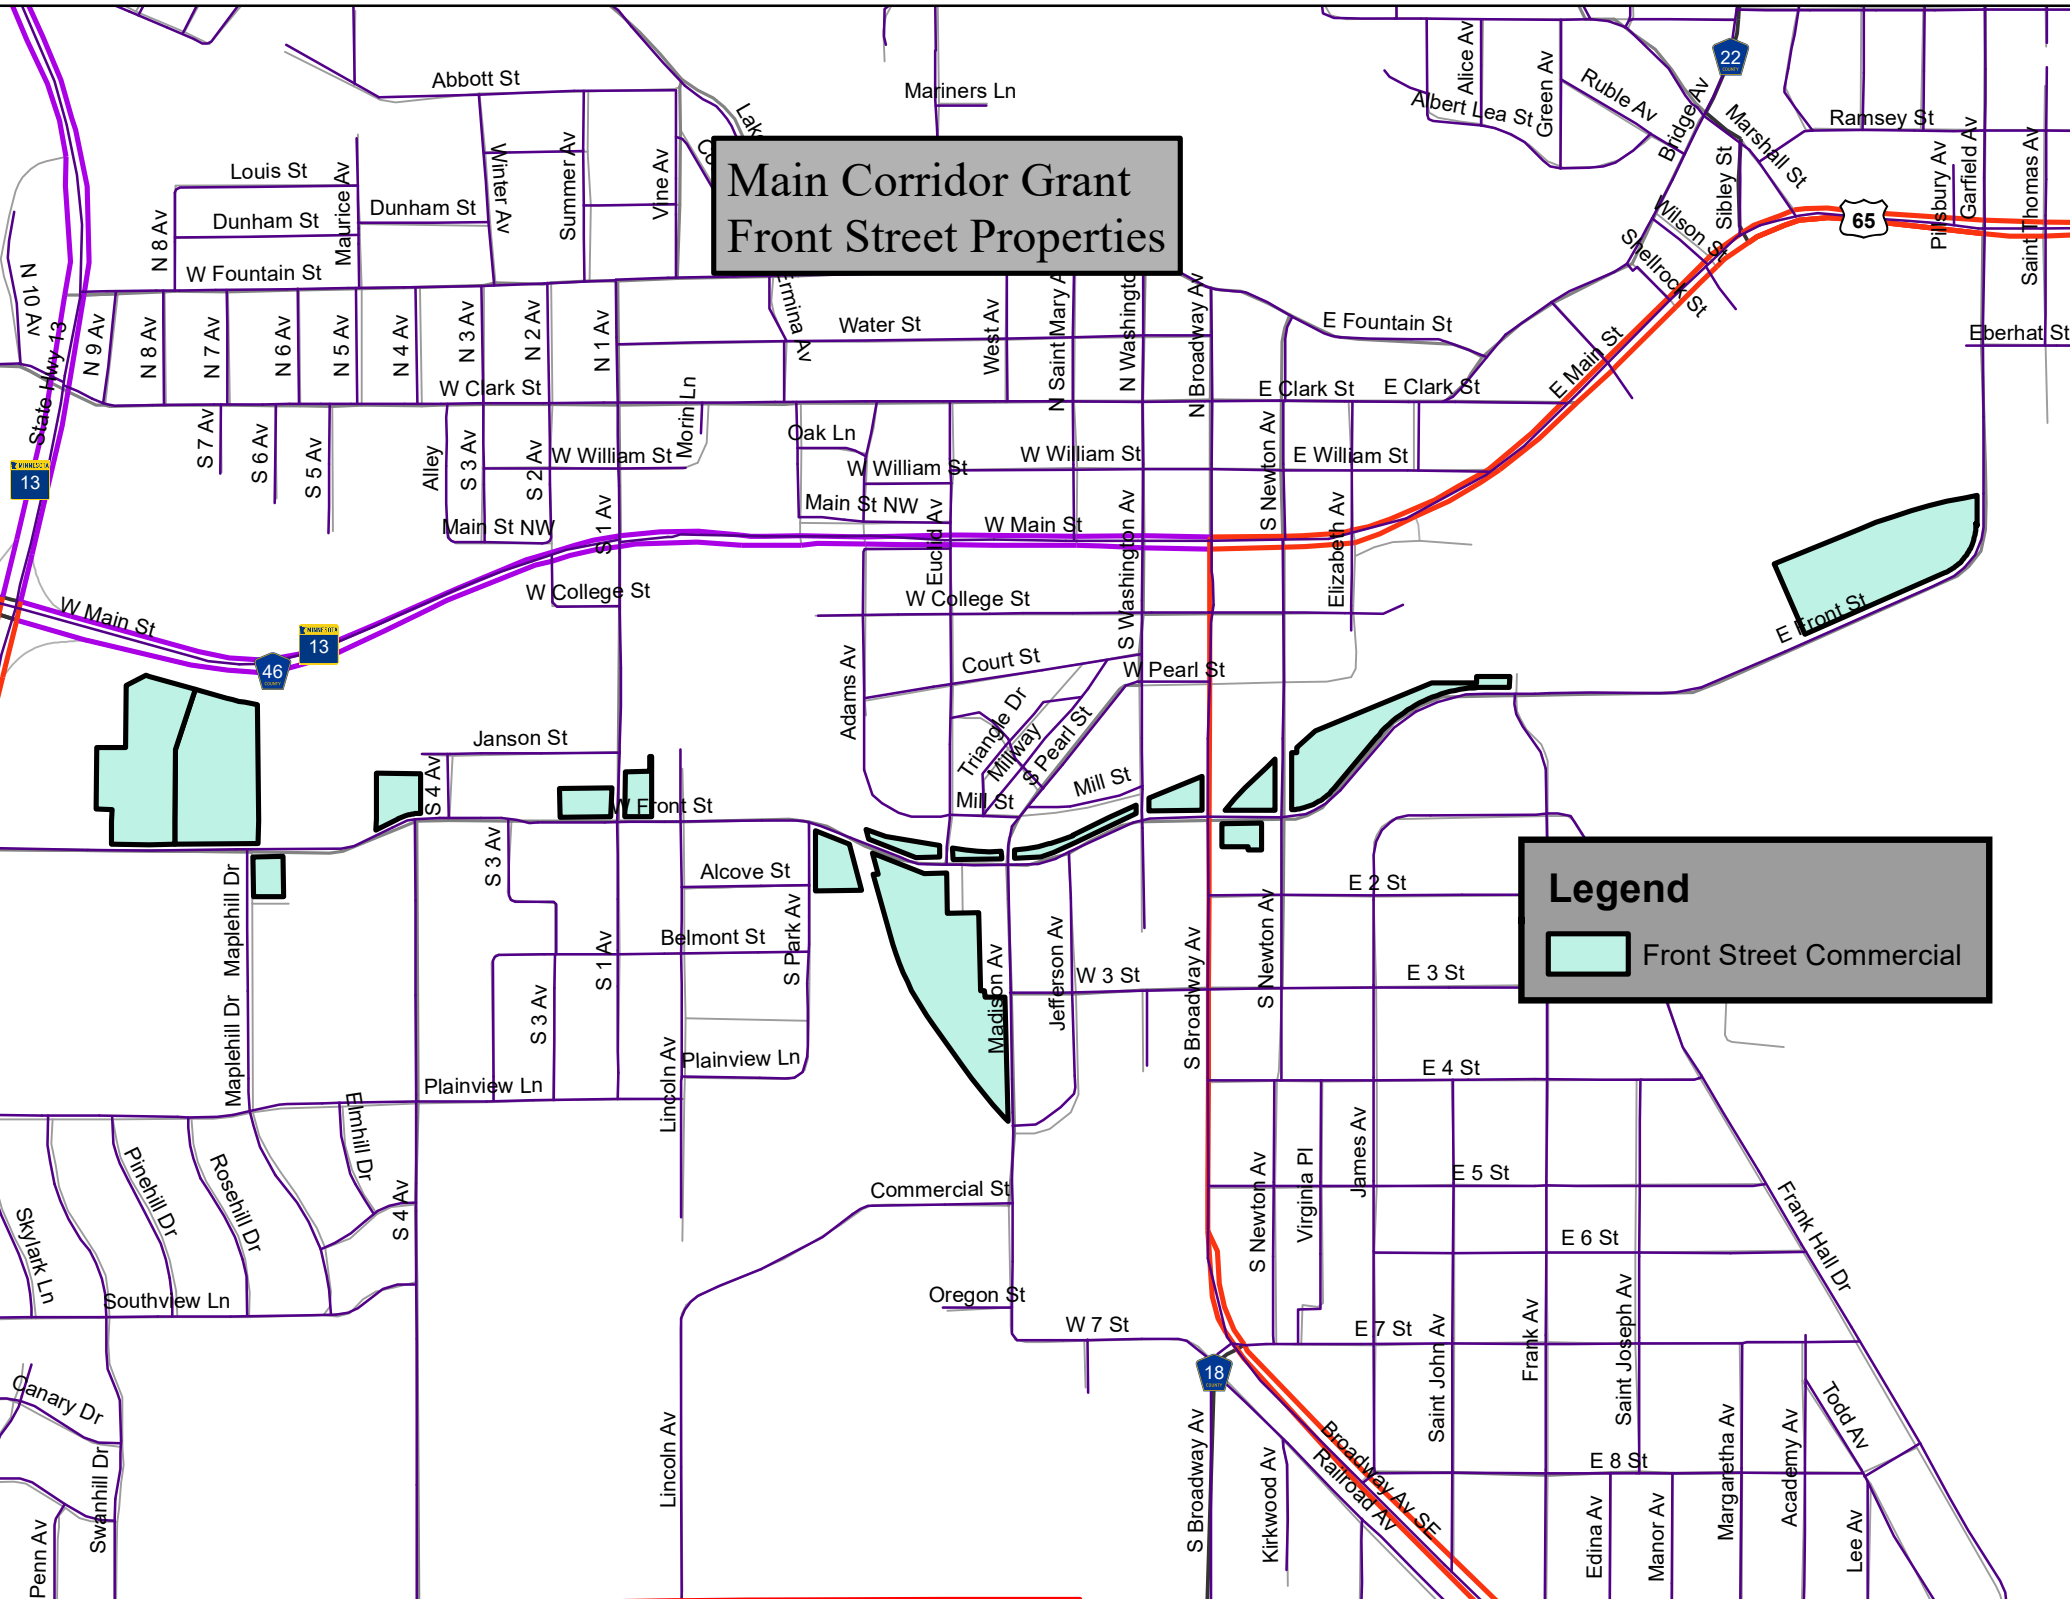 Abbott St
Mariners Ln
Alice Av
Green Av
Ruble Av
Albert Lea St
22
COUNTY
Bridge Av
Marshall St
Ramsey St
Sibley St
Pillsbury Av
Garfield Av
Saint Thomas Av
Louis St
Dunham St
Dunham St
N 8 Av
Maurice Av
Winter Av
Summer Av
Vine Av
W Fountain St
Main Corridor Grant
Front Street Properties
Wilson St
Shellrock St
65
N 10 Av
State Hwy 13
N 9 Av
N 8 Av
N 7 Av
N 6 Av
N 5 Av
N 4 Av
N 3 Av
N 2 Av
N 1 Av
Water St
West Av
N Saint Mary A
N Washingto
N Broadway Av
E Fountain St
Eberhat St
E Main St
W Clark St
E Clark St
E Clark St
S 7 Av
S 6 Av
S 5 Av
Alley
S 3 Av
S 2 Av
Morin Ln
Oak Ln
W William St
W William St
W William St
E William St
MINNESOTA
13
Main St NW
Main St NW
S 1 Av
Euclid Av
W Main St
S Washington Av
S Newton Av
Elizabeth Av
W College St
W College St
W Main St
MINNESOTA
13
46
COUNTY
E Front St
Adams Av
Court St
W Pearl St
Triangle Dr
Millway
S Pearl St
Mill St
Mill St
Janson St
S 4 Av
W Front St
Maplehill Dr
S 3 Av
Alcove St
Belmont St
S Park Av
S 1 Av
S 3 Av
Maplehill Dr
Plainview Ln
Plainview Ln
Lincoln Av
Madison Av
Jefferson Av
W 3 St
S Broadway Av
S Newton Av
E 2 St
E 3 St
Legend
Front Street Commercial
E 4 St
Elmhill Dr
Pinehill Dr
Rosehill Dr
Skylark Ln
S 4 Av
Southview Ln
Commercial St
Oregon St
W 7 St
S Newton Av
Virginia Pl
James Av
E 5 St
E 6 St
E 7 St
Frank Hall Dr
Saint John Av
Frank Av
Saint Joseph Av
18
COUNTY
Canary Dr
Swanhill Dr
Penn Av
Lincoln Av
S Broadway Av
Kirkwood Av
Broadway Av SE
Railroad Av
E 8 St
Edina Av
Manor Av
Margaretha Av
Academy Av
Todd Av
Lee Av